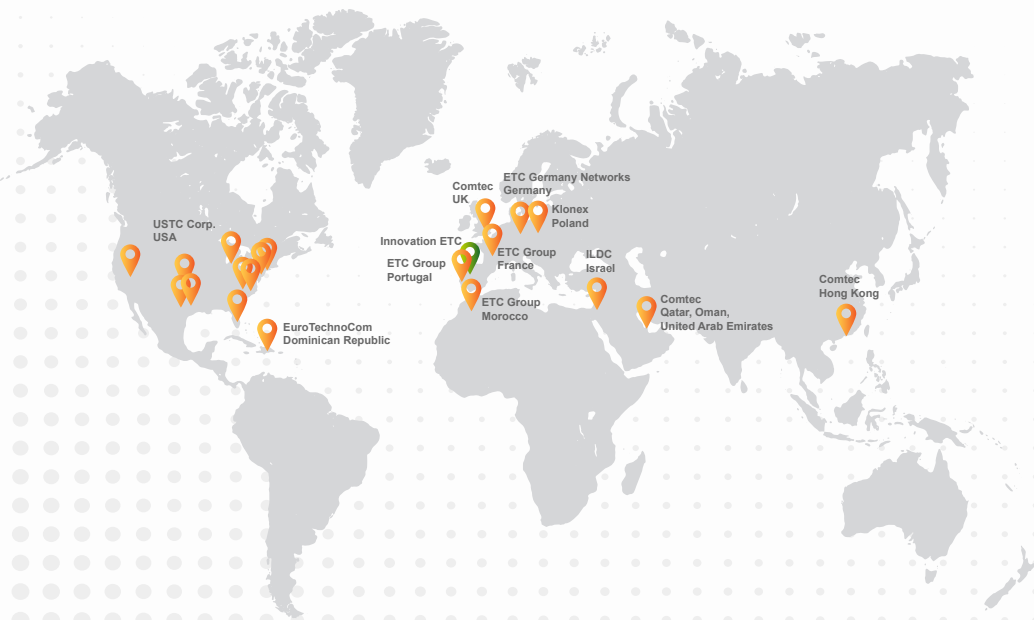 ETC Germany Networks
Germany
Comtec
UK
Klonex
Poland
USTC Corp.
USA
Innovation ETC
ETC Group
France
ETC Group
Portugal
ILDC
Israel
Comtec
Hong Kong
ETC Group
Morocco
Comtec
Qatar, Oman,
United Arab Emirates
EuroTechnoCom
Dominican Republic